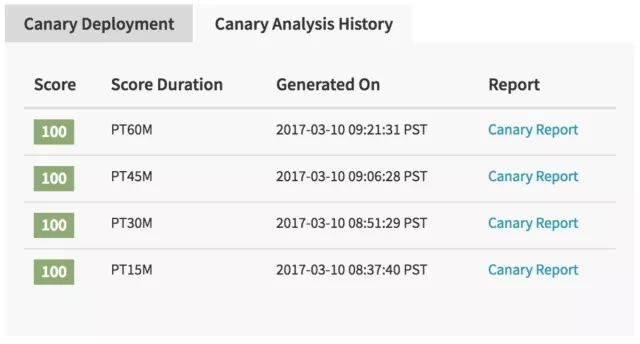 Canary Deployment Canary Analysis History
Score Score Duration Generated On Report
100 PT60M 2017-03-10 09:21:31 PST Canary Report
100 PT45M 2017-03-10 09:06:28 PST Canary Report
100 PT30M 2017-03-10 08:51:29 PST Canary Report
100 PT15M 2017-03-10 08:37:40 PST Canary Report